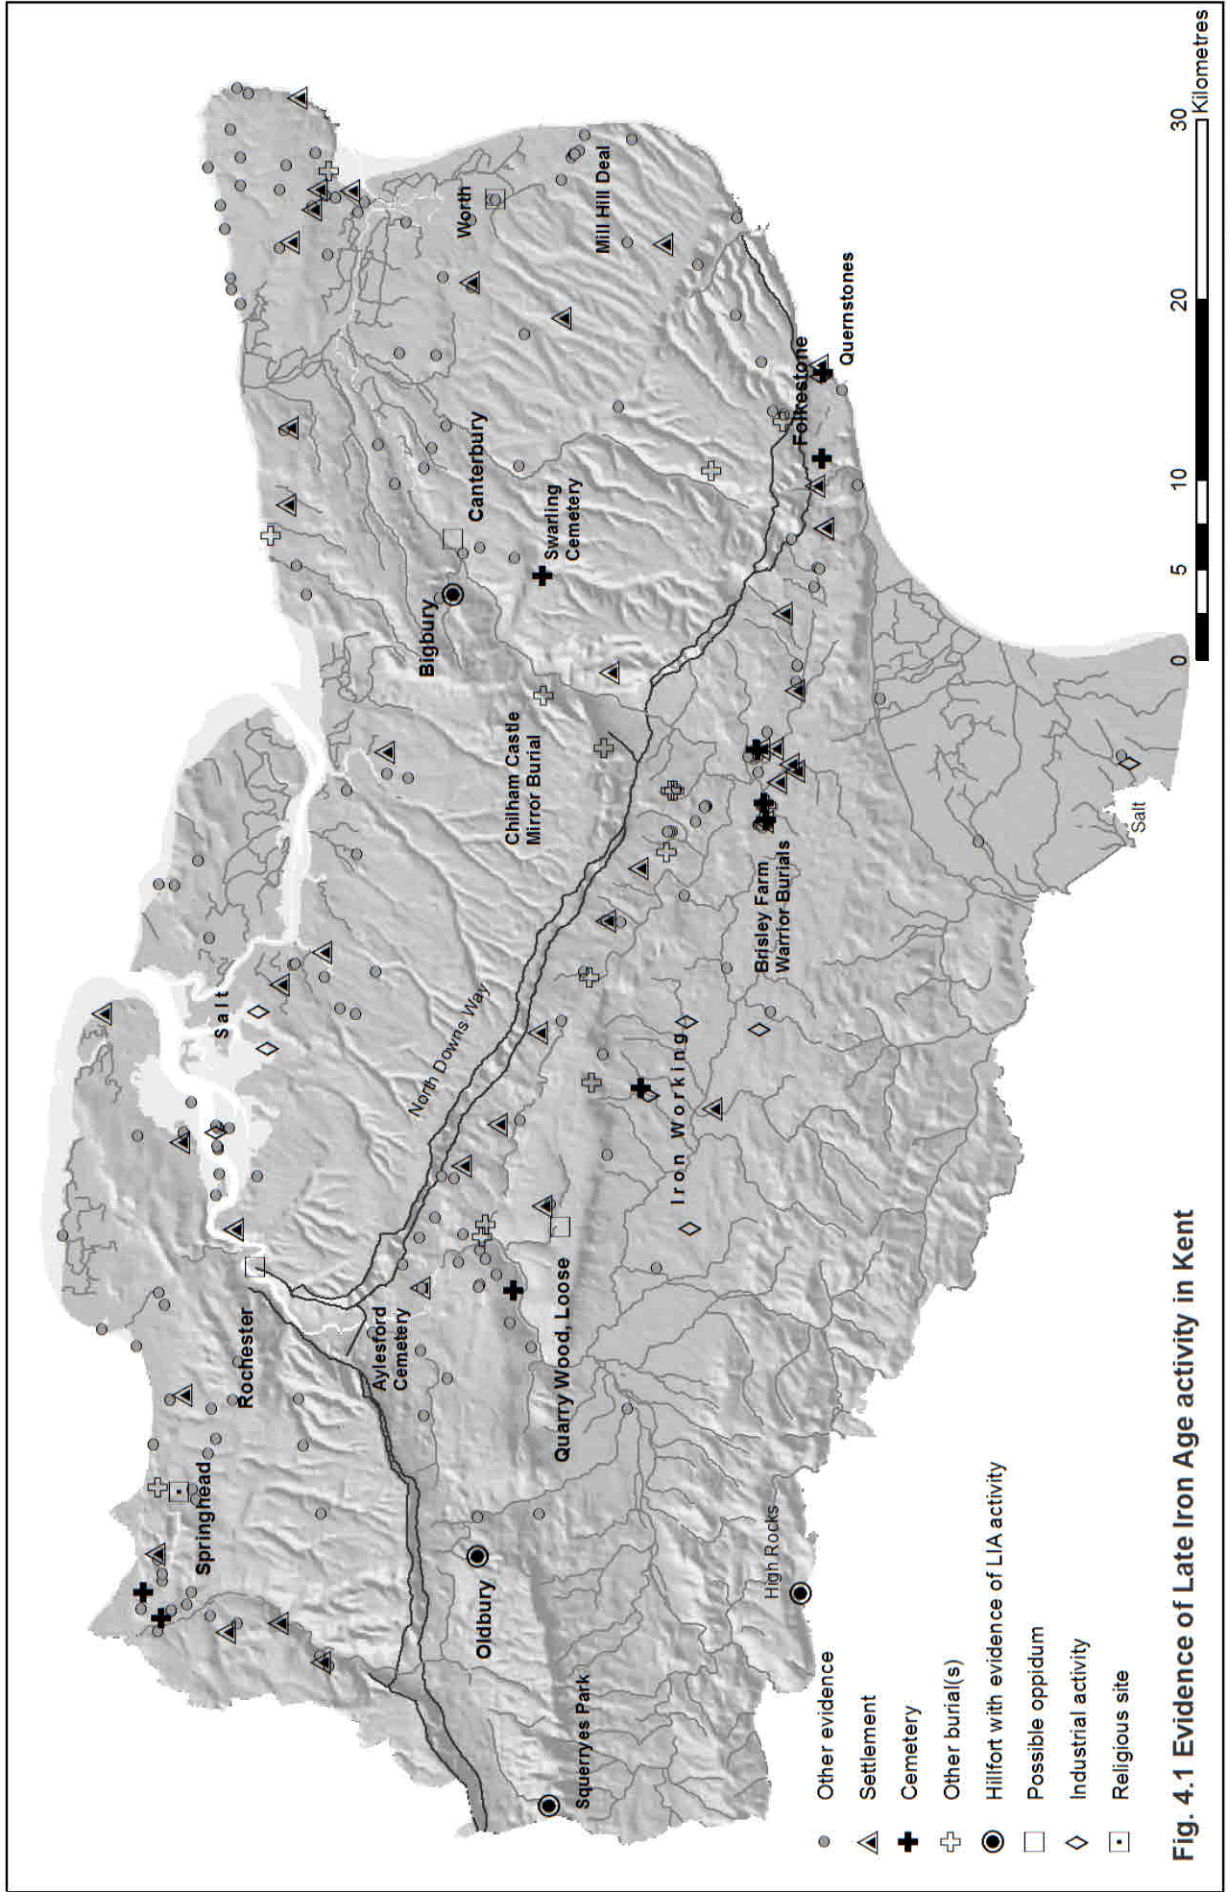 Springhead
Rochester
Salt
North Downs Way
Aylesford
Cemetery
Oldbury
Squerryes Park
Quarry Wood, Loose
High Rocks
Iron Working
Chilham Castle
Mirror Burial
Brisley Farm
Warrior Burials
Bigbury
Canterbury
Swarling
Cemetery
Worth
Mill Hill Deal
Folkestone
Quernstones
Salt
Other evidence
Settlement
Cemetery
Other burial(s)
Hillfort with evidence of LIA activity
Possible oppidum
Industrial activity
Religious site
0 5 10 20 30
Kilometres
Fig. 4.1 Evidence of Late Iron Age activity in Kent